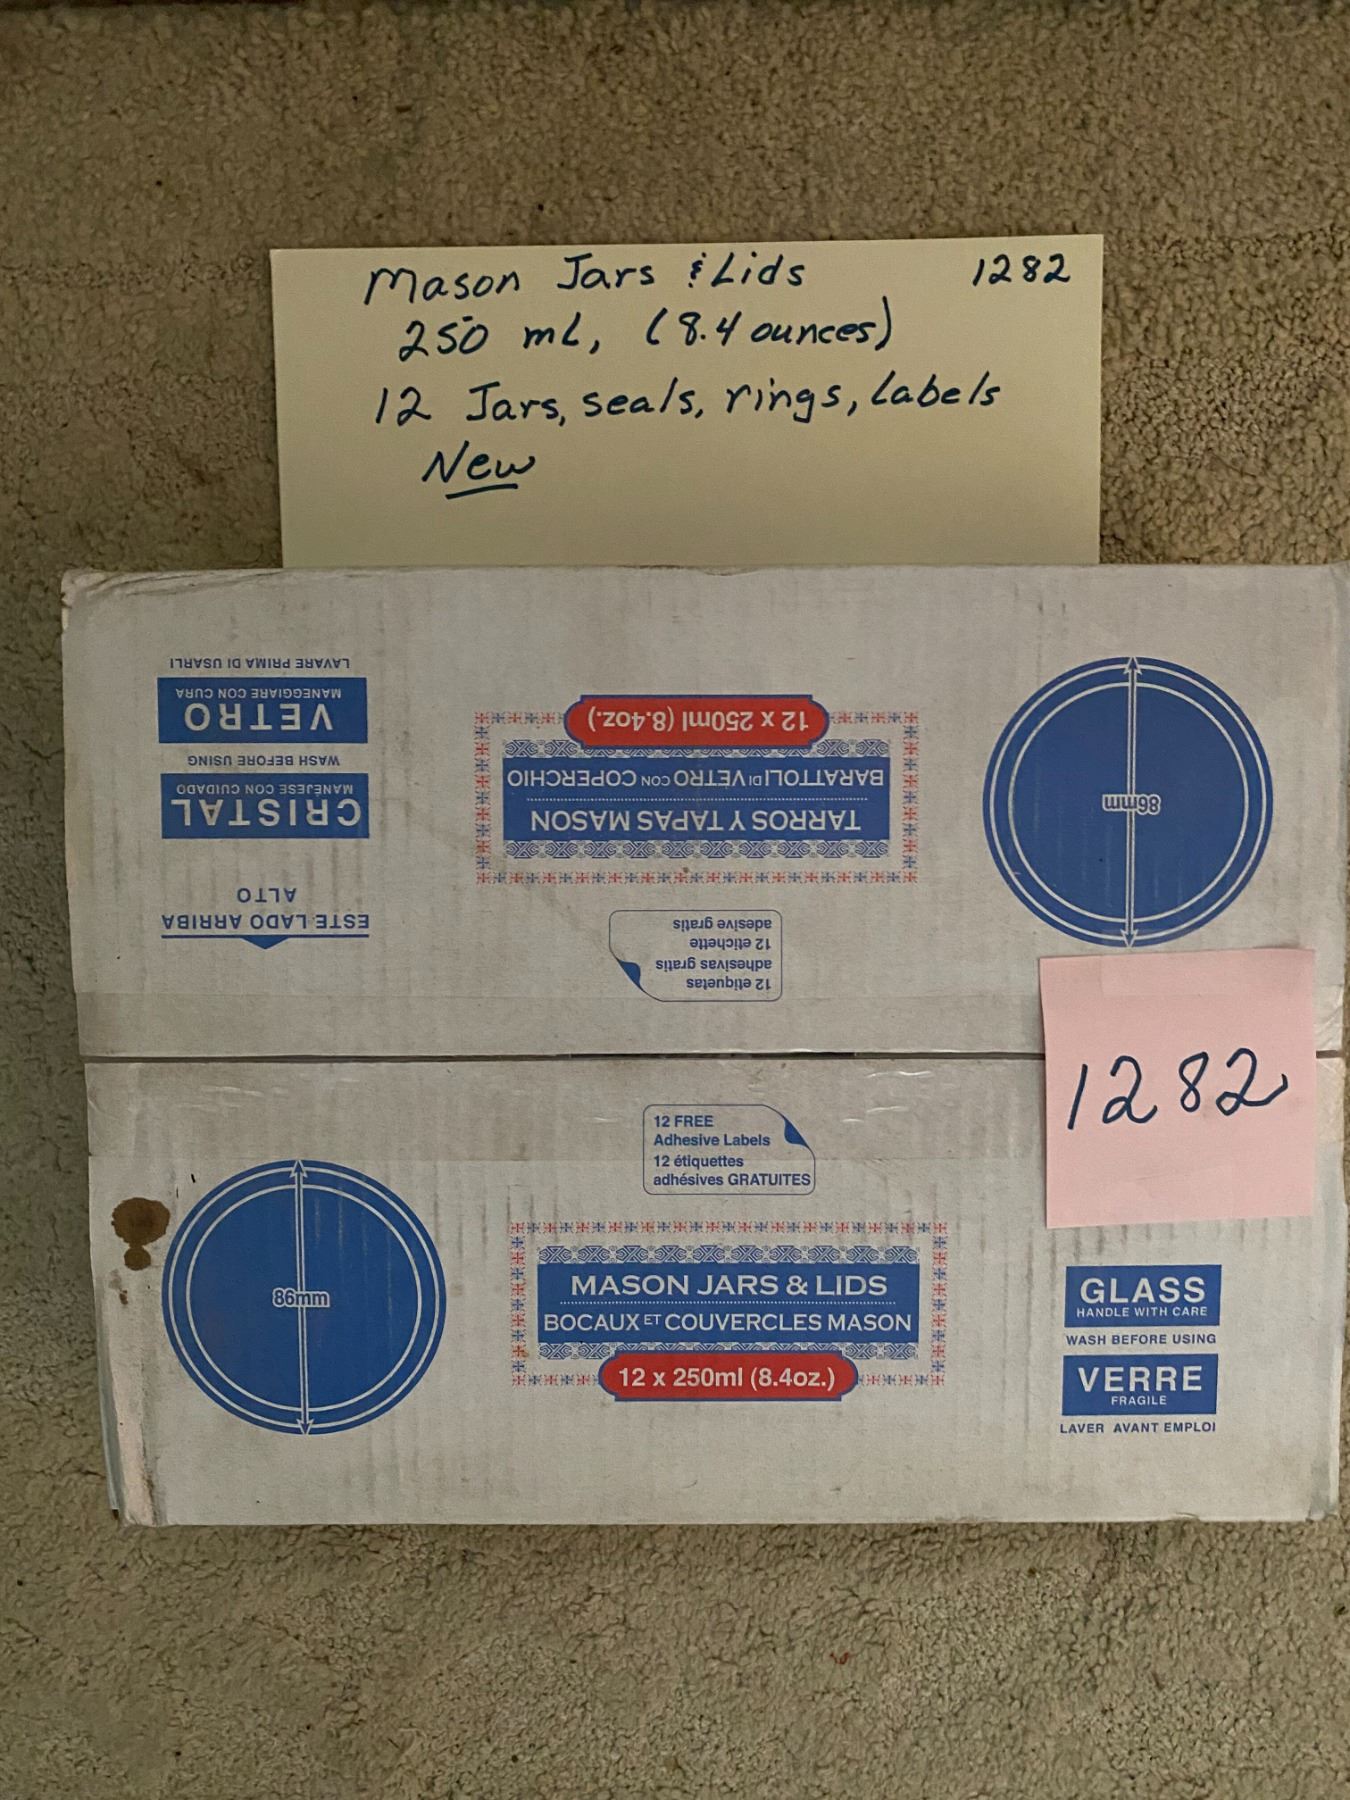 Mason Jars & Lids 1282
250 mL, (8.4 ounces)
12 Jars, seals, rings, Labels
New
LAVARE PRIMA DI USARLI
VETRO
MANEGGIARE CON CURA
WASH BEFORE USING
CRISTAL
MANÉJESE CON CUIDADO
ESTE LADO ARRIBA
ALTO
12 x 250ml (8.4oz.)
TARROS Y TAPAS MASON
BARATTOLI DI VETRO CON COPERCHIO
86mm
12 etiquetas
adhesivas gratis
12 etichette
adesive gratis
1282
12 FREE
Adhesive Labels
12 étiquettes
adhésives GRATUITES
86mm
MASON JARS & LIDS
BOCAUX ET COUVERCLES MASON
12 x 250ml (8.4oz.)
GLASS
HANDLE WITH CARE
WASH BEFORE USING
VERRE
FRAGILE
LAVER AVANT EMPLOI